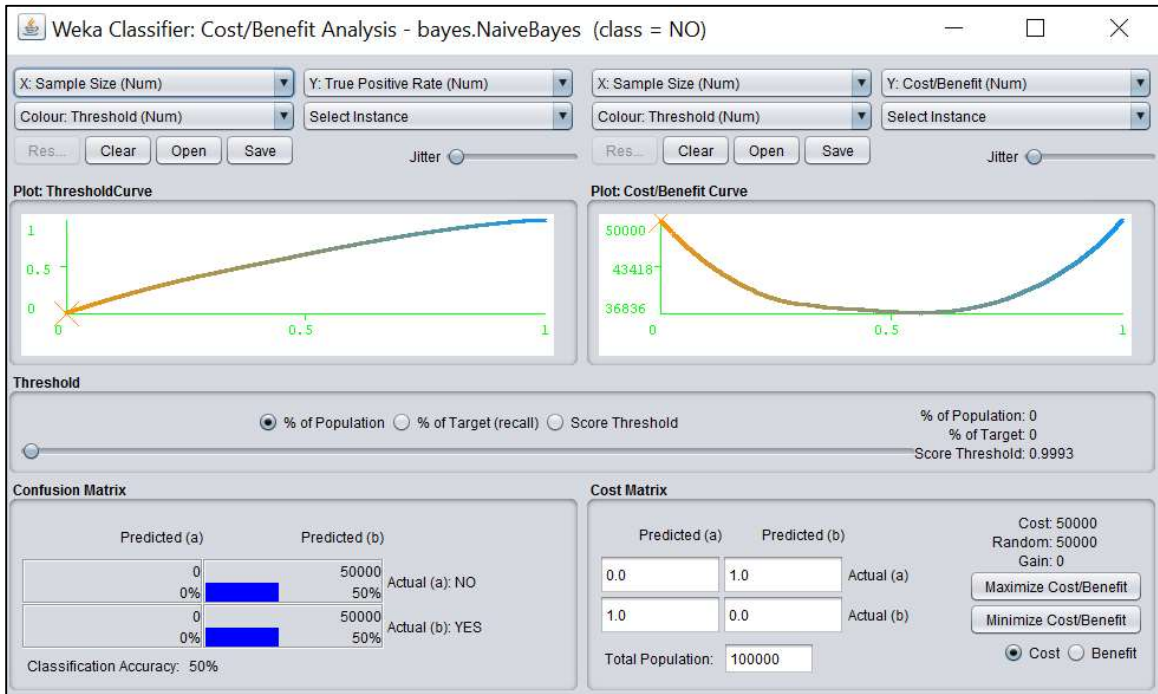 Weka Classifier: Cost/Benefit Analysis - bayes.NaiveBayes (class = NO)
X: Sample Size (Num) Y: True Positive Rate (Num) X: Sample Size (Num) Y: Cost/Benefit (Num)
Colour: Threshold (Num) Select Instance Colour: Threshold (Num) Select Instance
Res... Clear Open Save Jitter Res... Clear Open Save Jitter
Plot: ThresholdCurve
1
0.5
0
0 0.5 1
Plot: Cost/Benefit Curve
50000
43418
36836
0 0.5 1
Threshold
% of Population % of Target (recall) Score Threshold
% of Population: 0
% of Target: 0
Score Threshold: 0.9993
Confusion Matrix
Predicted (a) Predicted (b)
0 50000
0% 50% Actual (a): NO
0 50000
0% 50% Actual (b): YES
Classification Accuracy: 50%
Cost Matrix
Predicted (a) Predicted (b)
0.0 1.0 Actual (a)
1.0 0.0 Actual (b)
Total Population: 100000
Cost: 50000
Random: 50000
Gain: 0
Maximize Cost/Benefit
Minimize Cost/Benefit
Cost Benefit